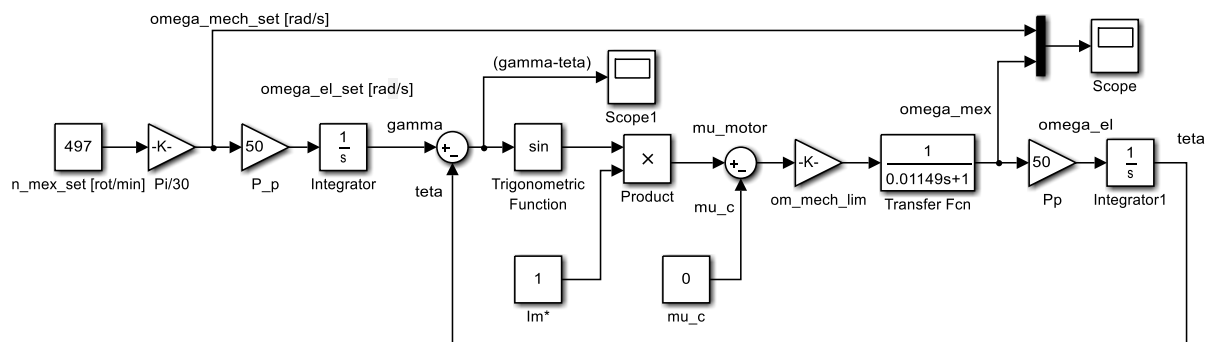 omega_mech_set [rad/s]
(gamma-teta)
Scope
omega_el_set [rad/s]
Scope1
omega_mex
gamma
mu_motor
omega_el
teta
497
-K-
50
1
s
+
−
sin
×
+
−
-K-
1
0.01149s+1
50
1
s
n_mex_set [rot/min]
Pi/30
P_p
Integrator
teta
Trigonometric
Function
Product
mu_c
om_mech_lim
Transfer Fcn
Pp
Integrator1
1
0
Im*
mu_c